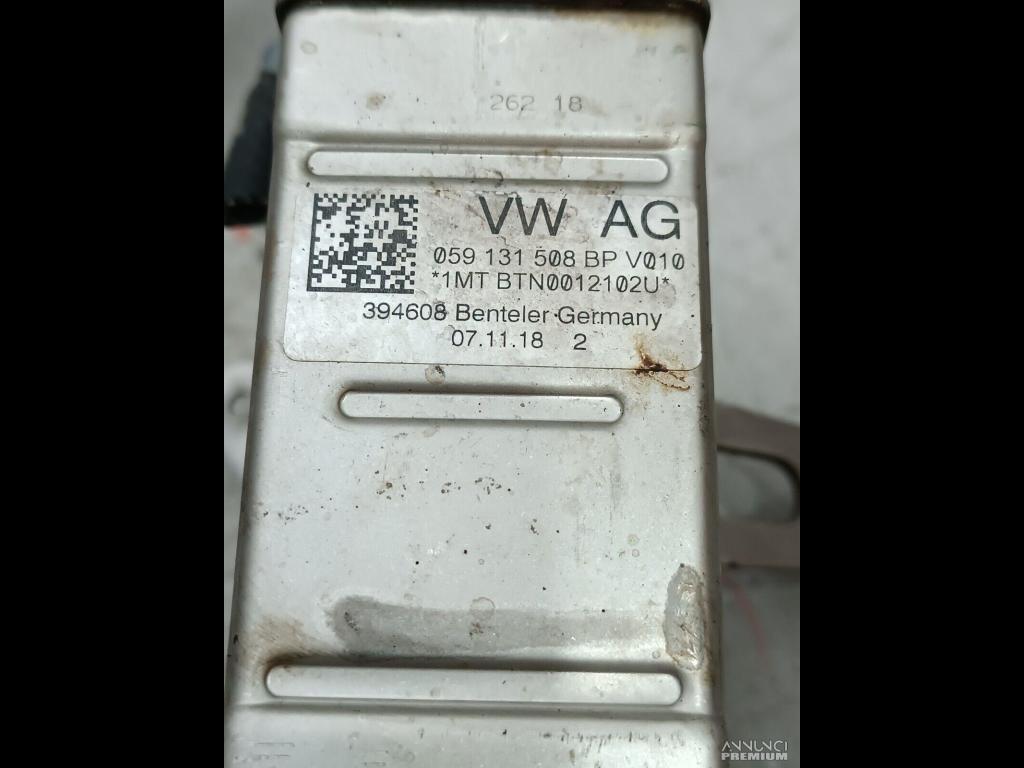 262 18
VW AG
059 131 508 BP V010
*1MT BTN0012102U*
394608 Benteler Germany
07.11.18 2
ANNUNCI
PREMIUM